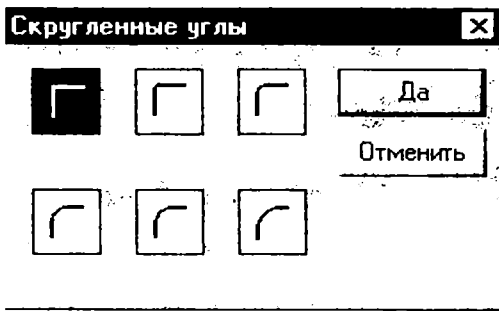 Скругленные углы
Да
Отменить